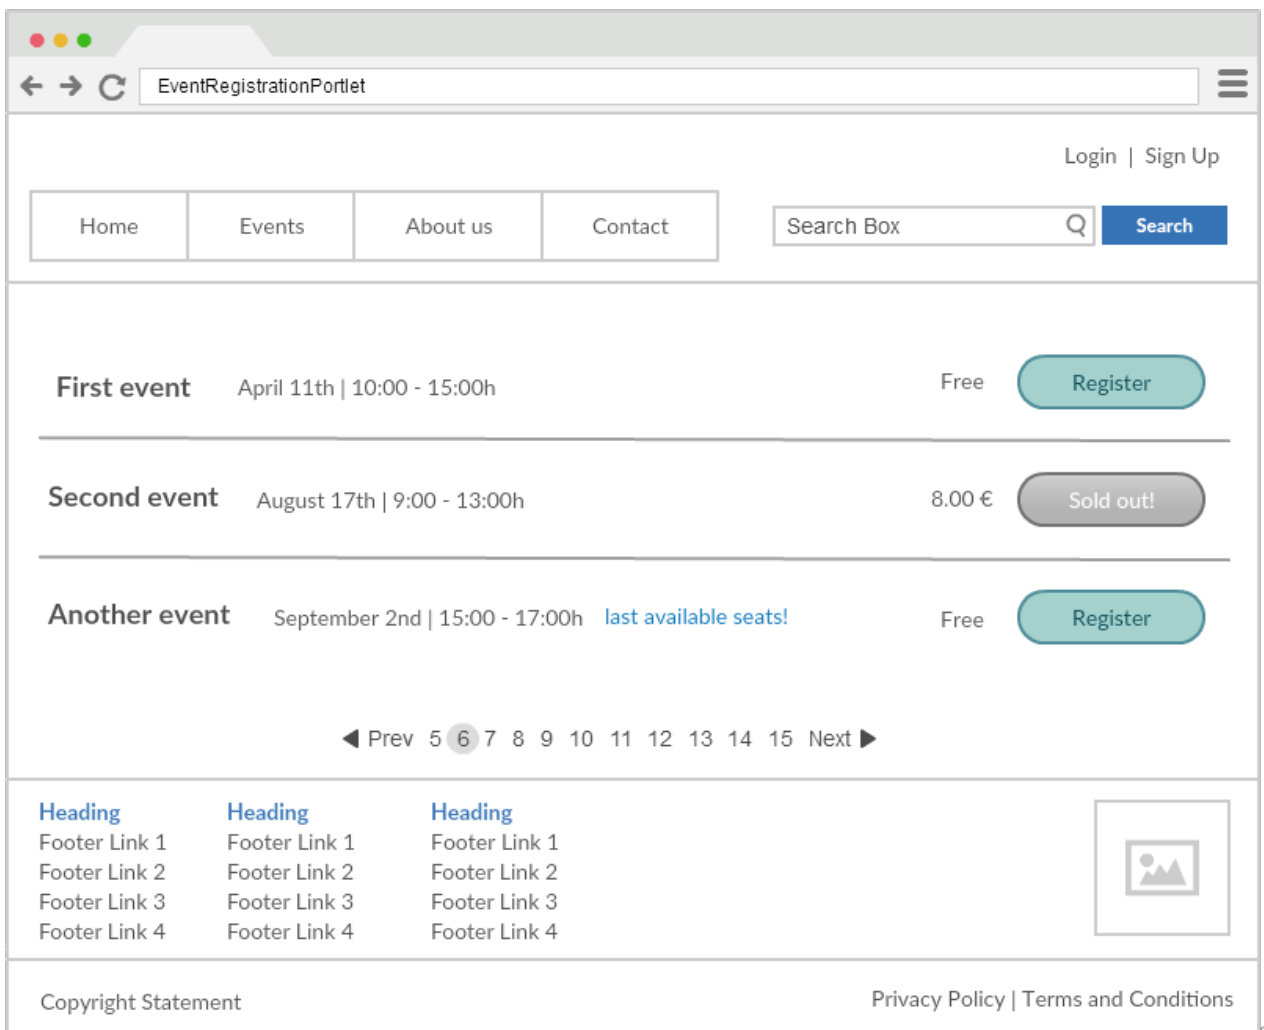 EventRegistrationPortlet
Login | Sign Up
Home Events About us Contact Search Box Search
First event April 11th | 10:00 - 15:00h Free Register
Second event August 17th | 9:00 - 13:00h 8.00 € Sold out!
Another event September 2nd | 15:00 - 17:00h last available seats! Free Register
Prev 5 6 7 8 9 10 11 12 13 14 15 Next
Heading Heading Heading
Footer Link 1 Footer Link 1 Footer Link 1
Footer Link 2 Footer Link 2 Footer Link 2
Footer Link 3 Footer Link 3 Footer Link 3
Footer Link 4 Footer Link 4 Footer Link 4
Copyright Statement Privacy Policy | Terms and Conditions